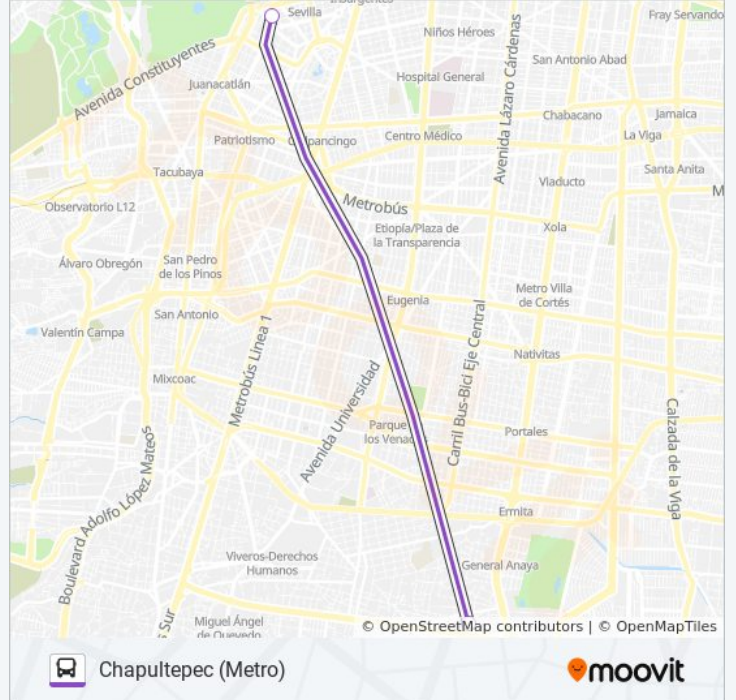 Sevilla
Fray Servando
Niños Héroes
San Antonio Abad
Avenida Constituyentes
Hospital General
Juanacatlán
Avenida Lázaro Cárdenas
Chabacano
Jamaica
Patriotismo
Centro Médico
La Viga
Tacubaya
Santa Anita
Viaducto
M
Metrobús
Observatorio L12
Xola
Etiopía/Plaza de
la Transparencia
Álvaro Obregón
San Pedro
de los Pinos
Metro Villa
de Cortés
Eugenia
San Antonio
Valentín Campa
Metrobús Línea 1
Carril Bus-Bici Eje Central
Nativitas
Mixcoac
Avenida Universidad
Parque
los Venad
Portales
Calzada de la Viga
Boulevard Adolfo López Mateos
Ermita
Viveros-Derechos
Humanos
General Anaya
Sur
Miguel Ángel
de Quevedo
© OpenStreetMap contributors | © OpenMapTiles
Chapultepec (Metro)
moovit